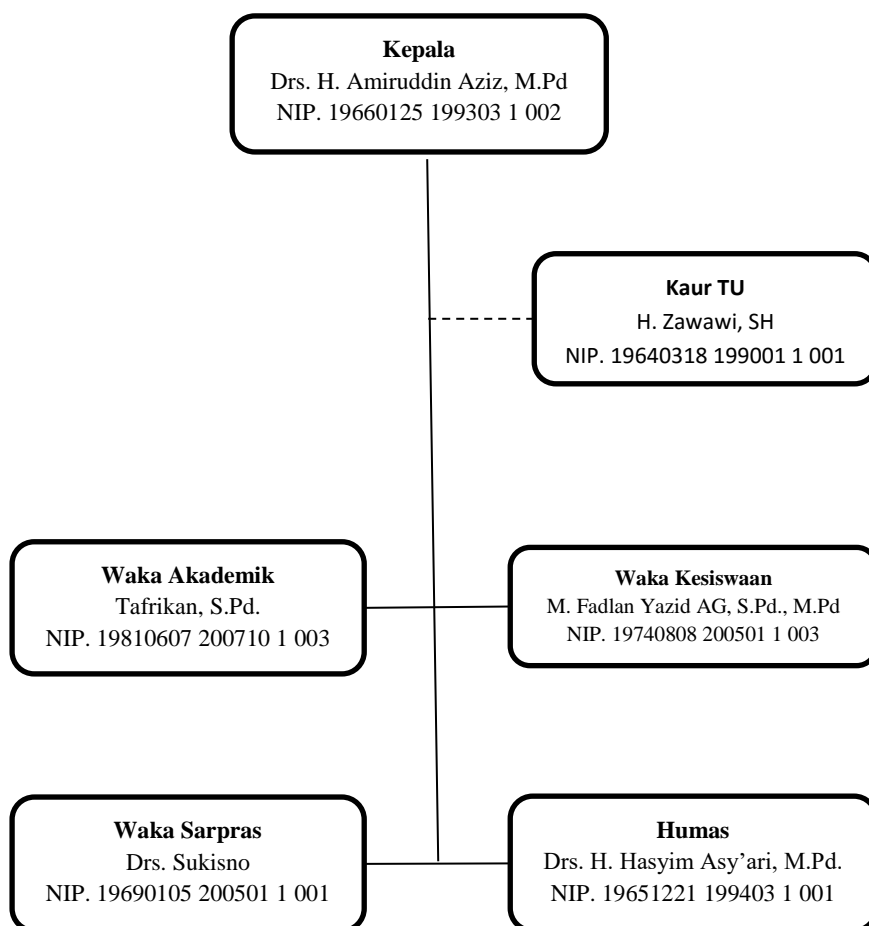 Kepala
Drs. H. Amiruddin Aziz, M.Pd
NIP. 19660125 199303 1 002
Kaur TU
H. Zawawi, SH
NIP. 19640318 199001 1 001
Waka Akademik
Tafrikan, S.Pd.
NIP. 19810607 200710 1 003
Waka Kesiswaan
M. Fadlan Yazid AG, S.Pd., M.Pd
NIP. 19740808 200501 1 003
Waka Sarpras
Drs. Sukisno
NIP. 19690105 200501 1 001
Humas
Drs. H. Hasyim Asy’ari, M.Pd.
NIP. 19651221 199403 1 001